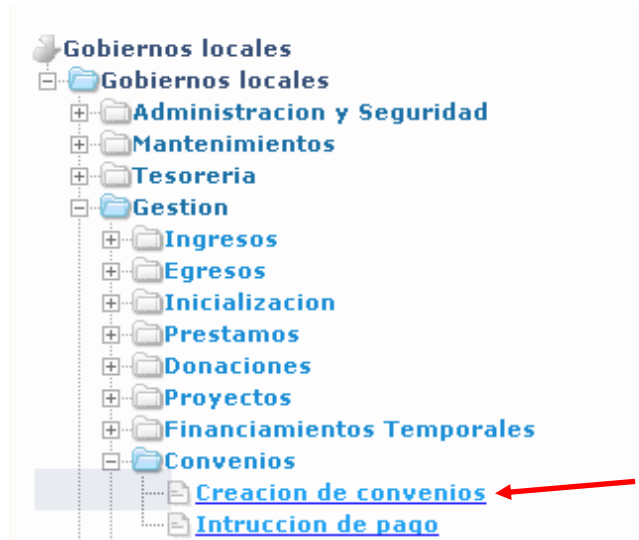 Gobiernos locales
Gobiernos locales
Administracion y Seguridad
Mantenimientos
Tesoreria
Gestion
Ingresos
Egresos
Inicializacion
Prestamos
Donaciones
Proyectos
Financiamientos Temporales
Convenios
Creacion de convenios
Intruccion de pago